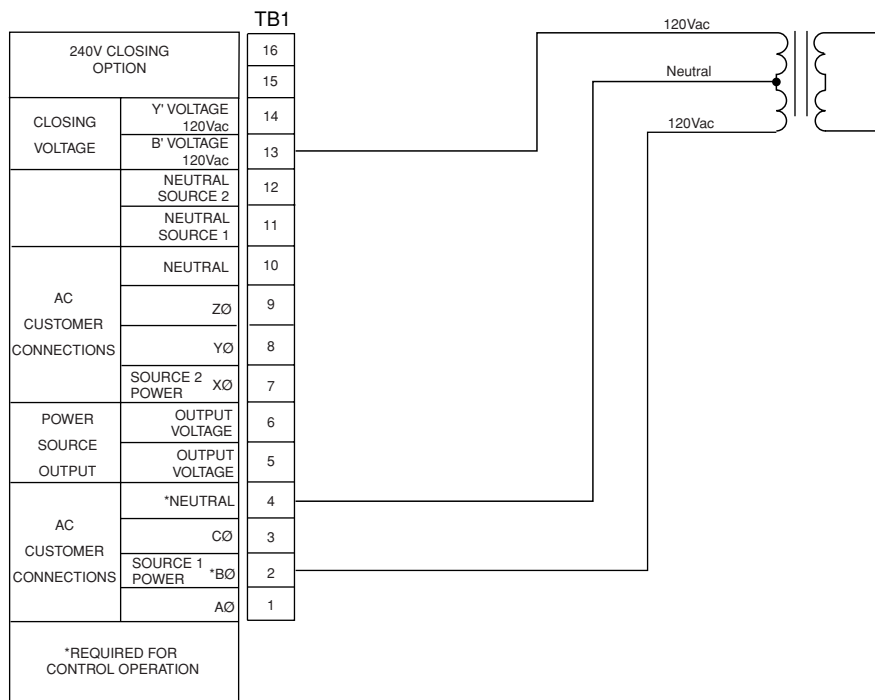 TB1
240V CLOSING
OPTION
16
15
CLOSING
VOLTAGE
Y' VOLTAGE
120Vac
14
B' VOLTAGE
120Vac
13
NEUTRAL
SOURCE 2
12
NEUTRAL
SOURCE 1
11
AC
CUSTOMER
CONNECTIONS
NEUTRAL
10
ZØ
9
YØ
8
SOURCE 2
POWER XØ
7
POWER
SOURCE
OUTPUT
OUTPUT
VOLTAGE
6
OUTPUT
VOLTAGE
5
AC
CUSTOMER
CONNECTIONS
*NEUTRAL
4
CØ
3
SOURCE 1
POWER *BØ
2
AØ
1
*REQUIRED FOR
CONTROL OPERATION
120Vac
Neutral
120Vac